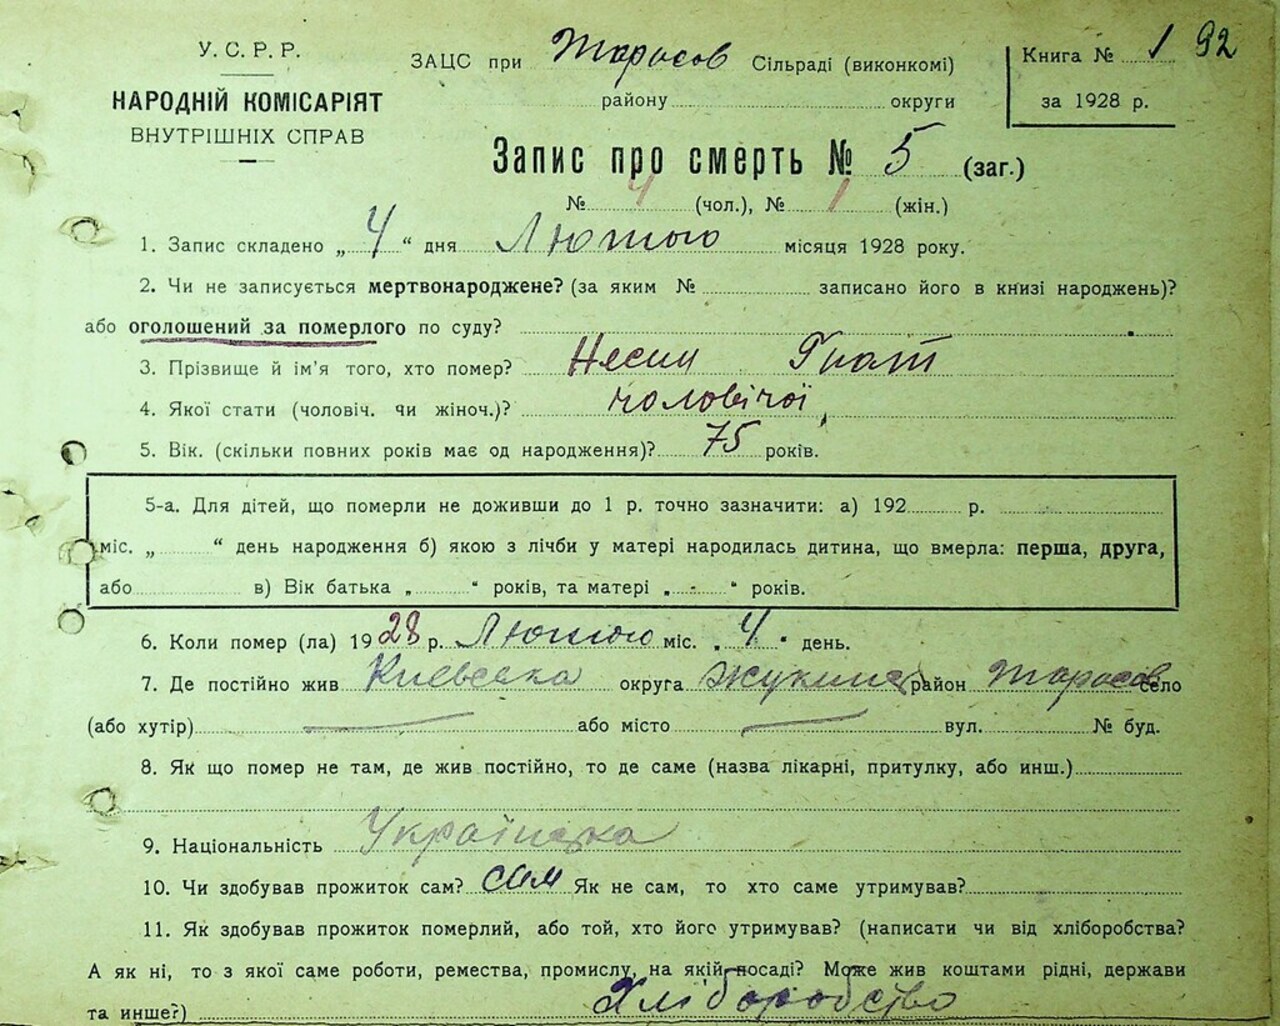 У. С. Р. Р.
НАРОДНІЙ КОМІСАРІЯТ
ВНУТРІШНІХ СПРАВ
ЗАЦС при Тарасов Сільраді (виконкомі)
району округи
Книга № 1 92
за 1928 р.
Запис про смерть № 5 (заг.)
№ 4 (чол.), № 1 (жін.)
1. Запис складено „ 4 “ дня Лютого місяця 1928 року.
2. Чи не записується мертвонароджене? (за яким № записано його в книзі народжень)?
або оголошений за померлого по суду?
3. Прізвище й ім'я того, хто помер? Несин Гнат
4. Якої стати (чоловіч. чи жіноч.)? чоловічої
5. Вік. (скільки повних років має од народження)? 75 років.
5-а. Для дітей, що померли не доживши до 1 р. точно зазначити: а) 192 р.
міс. „ “ день народження б) якою з лічби у матері народилась дитина, що вмерла: перша, друга,
або в) Вік батька „ “ років, та матері „ - “ років.
6. Коли помер (ла) 1928 р. Лютого міс. „ 4 “ день.
7. Де постійно жив Киевська округа район Тарасов село
(або хутір) або місто вул. № буд.
8. Як що помер не там, де жив постійно, то де саме (назва лікарні, притулку, або инш.)
9. Національність Українська
10. Чи здобував прожиток сам? сам Як не сам, то хто саме утримував?
11. Як здобував прожиток померлий, або той, хто його утримував? (написати чи від хліборобства?
А як ні, то з якої саме роботи, ремества, промислу, на якій посаді? Може жив коштами рідні, держави
та инше?) Хліборобство